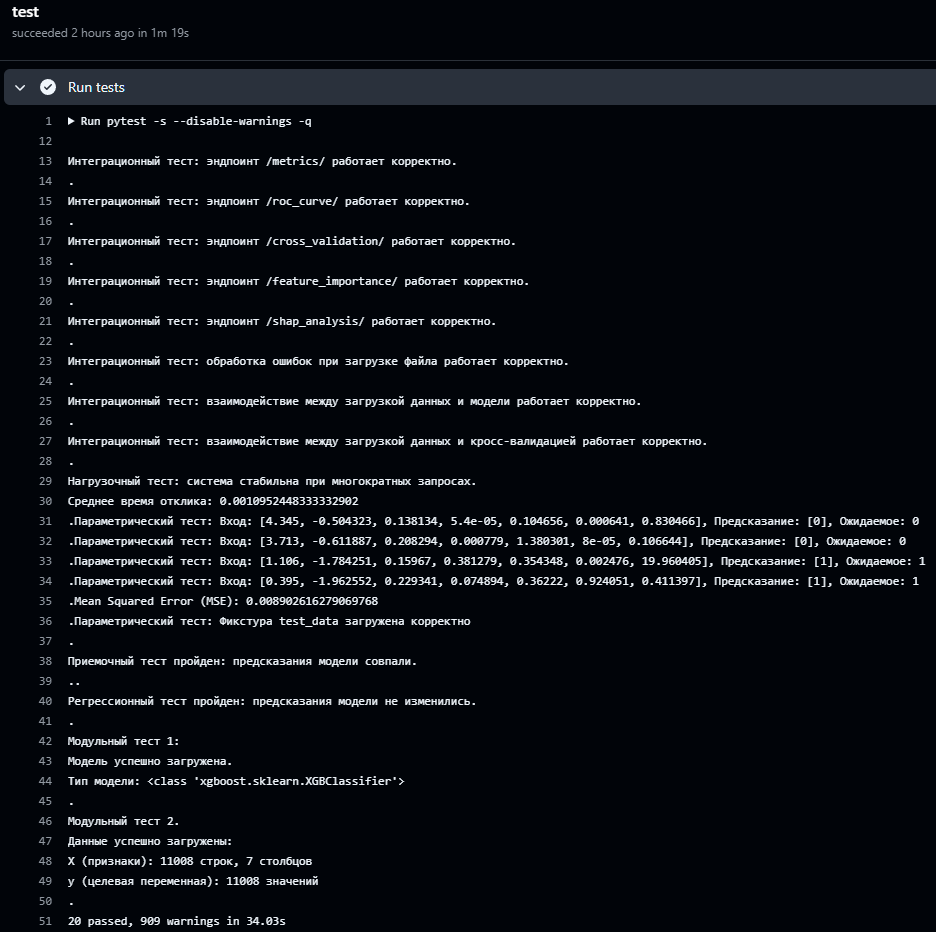 test
succeeded 2 hours ago in 1m 19s
Run tests
1 Run pytest -s --disable-warnings -q
12
13 Интеграционный тест: эндпоинт /metrics/ работает корректно.
14 .
15 Интеграционный тест: эндпоинт /roc_curve/ работает корректно.
16 .
17 Интеграционный тест: эндпоинт /cross_validation/ работает корректно.
18 .
19 Интеграционный тест: эндпоинт /feature_importance/ работает корректно.
20 .
21 Интеграционный тест: эндпоинт /shap_analysis/ работает корректно.
22 .
23 Интеграционный тест: обработка ошибок при загрузке файла работает корректно.
24 .
25 Интеграционный тест: взаимодействие между загрузкой данных и модели работает корректно.
26 .
27 Интеграционный тест: взаимодействие между загрузкой данных и кросс-валидацией работает корректно.
28 .
29 Нагрузочный тест: система стабильна при многократных запросах.
30 Среднее время отклика: 0.0010952448333332902
31 .Параметрический тест: Вход: [4.345, -0.504323, 0.138134, 5.4e-05, 0.104656, 0.000641, 0.830466], Предсказание: [0], Ожидаемое: 0
32 .Параметрический тест: Вход: [3.713, -0.611887, 0.208294, 0.000779, 1.380301, 8e-05, 0.106644], Предсказание: [0], Ожидаемое: 0
33 .Параметрический тест: Вход: [1.106, -1.784251, 0.15967, 0.381279, 0.354348, 0.002476, 19.960405], Предсказание: [1], Ожидаемое: 1
34 .Параметрический тест: Вход: [0.395, -1.962552, 0.229341, 0.074894, 0.36222, 0.924051, 0.411397], Предсказание: [1], Ожидаемое: 1
35 .Mean Squared Error (MSE): 0.008902616279069768
36 .Параметрический тест: Фикстура test_data загружена корректно
37 .
38 Приемочный тест пройден: предсказания модели совпали.
39 ..
40 Регрессионный тест пройден: предсказания модели не изменились.
41 .
42 Модульный тест 1:
43 Модель успешно загружена.
44 Тип модели: <class 'xgboost.sklearn.XGBClassifier'>
45 .
46 Модульный тест 2.
47 Данные успешно загружены:
48 X (признаки): 11008 строк, 7 столбцов
49 y (целевая переменная): 11008 значений
50 .
51 20 passed, 909 warnings in 34.03s